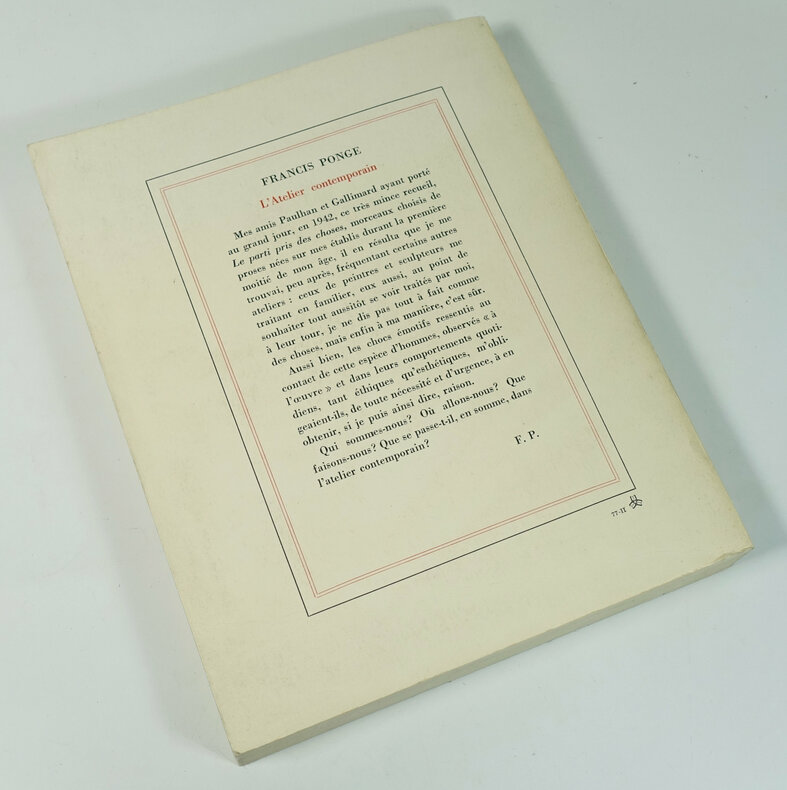 FRANCIS PONGE
L'Atelier contemporain
Mes amis Paulhan et Gallimard ayant porté
au grand jour, en 1942, ce très mince recueil,
Le parti pris des choses, morceaux choisis de
proses nées sur mes établis durant la première
moitié de mon âge, il en résulta que je me
trouvai, peu après, fréquentant certains autres
ateliers : ceux de peintres et sculpteurs me
traitant en familier, eux aussi, au point de
souhaiter tout aussitôt se voir traités par moi,
à leur tour, je ne dis pas tout à fait comme
des choses, mais enfin à ma manière, c'est sûr.
Aussi bien, les chocs émotifs ressentis au
contact de cette espèce d'hommes, observés « à
l'œuvre » et dans leurs comportements quoti-
diens, tant éthiques qu'esthétiques, m'obli-
geaient-ils, de toute nécessité et d'urgence, à en
obtenir, si je puis ainsi dire, raison.
Qui sommes-nous? Où allons-nous? Que
faisons-nous? Que se passe-t-il, en somme, dans
l'atelier contemporain?
F. P.
77-II